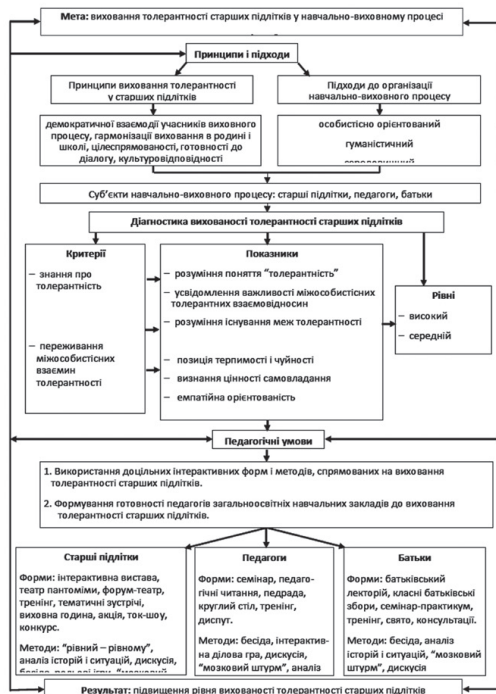 Мета: виховання толерантності старших підлітків у навчально-виховному процесі
Принципи і підходи
Принципи виховання толерантності
у старших підлітків
Підходи до організації
навчально-виховного процесу
демократичної взаємодії учасників виховного
процесу, гармонізації виховання в родині і
школі, цілеспрямованості, готовності до
діалогу, культуровідповідності
особистісно орієнтований
гуманістичний
Суб'єкти навчально-виховного процесу: старші підлітки, педагоги, батьки
Діагностика вихованості толерантності старших підлітків
Критерії
– знання про
толерантність
– переживання
міжособистісних
взаємин
толерантності
Показники
– розуміння поняття "толерантність"
– усвідомлення важливості міжособистісних
толерантних взаємовідносин
– розуміння існування меж толерантності
– позиція терпимості і чуйності
– визнання цінності самовладання
– емпатійна орієнтованість
Рівні
– високий
– середній
Педагогічні умови
1. Використання доцільних інтерактивних форм і методів, спрямованих на виховання
толерантності старших підлітків.
2. Формування готовності педагогів загальноосвітніх навчальних закладів до виховання
толерантності старших підлітків.
Старші підлітки
Форми: інтерактивна вистава,
театр пантоміми, форум-театр,
тренінг, тематичні зустрічі,
виховна година, акція, ток-шоу,
конкурс.
Методи: "рівний – рівному",
аналіз історій і ситуацій, дискусія,
Педагоги
Форми: семінар, педаго-
гічні читання, педрада,
круглий стіл, тренінг,
диспут.
Методи: бесіда, інтерактив-
на ділова гра, дискусія,
"мозковий штурм", аналіз
Батьки
Форми: батьківський
лекторій, класні батьківські
збори, семінар-практикум,
тренінг, свято, консультації.
Методи: бесіда, аналіз
історій і ситуацій, "мозковий
штурм", дискусія
Результат: підвищення рівня вихованості толерантності старших підлітків